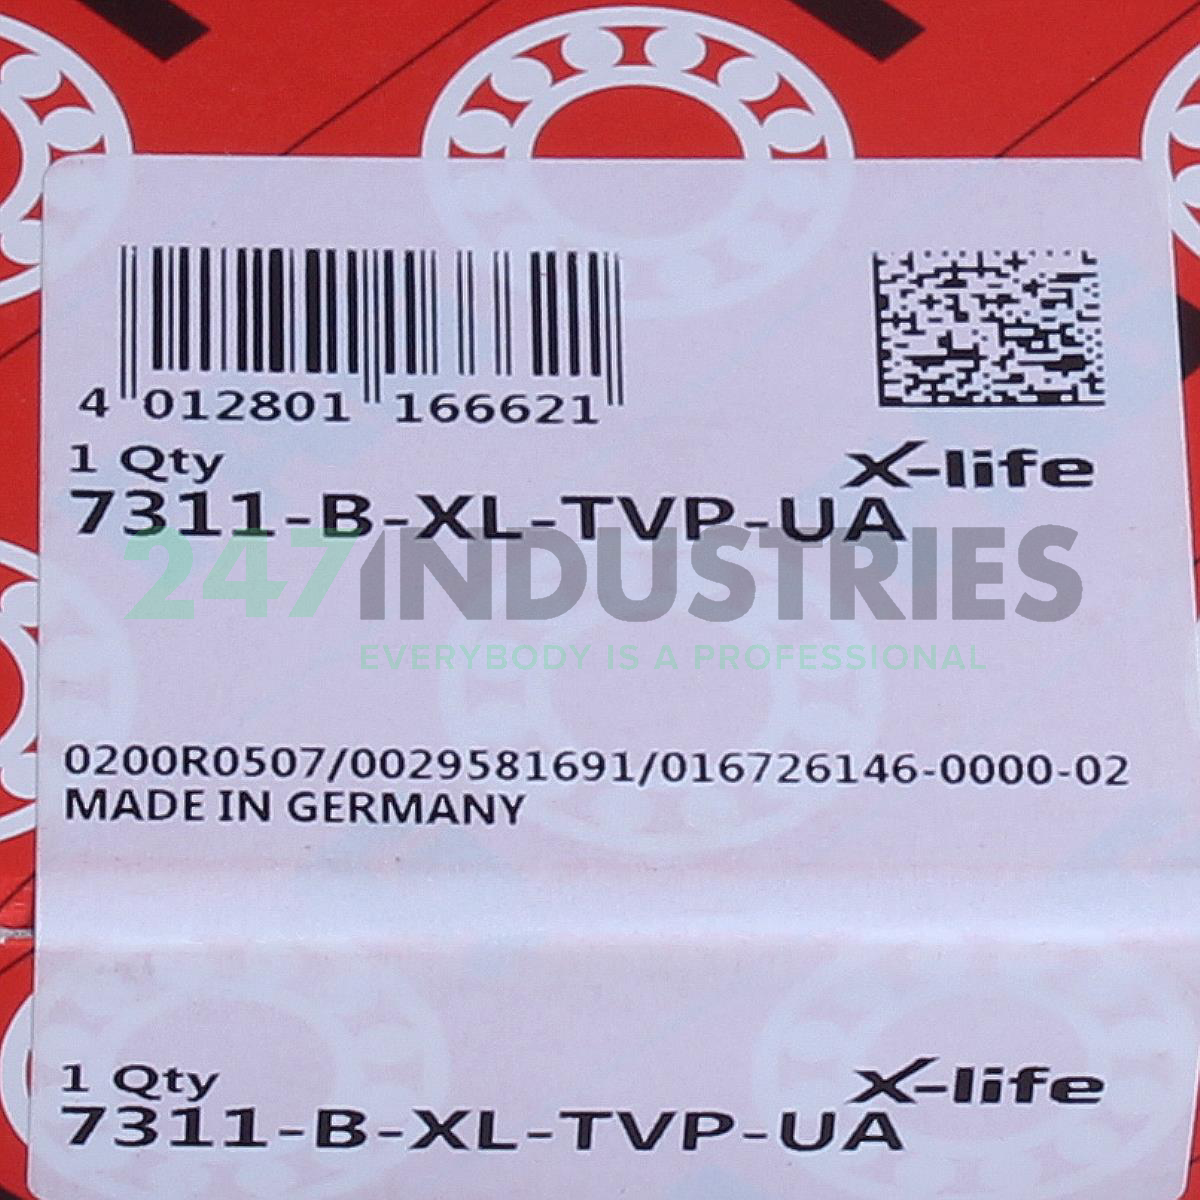 4 012801 166621
1 Qty X-life
7311-B-XL-TVP-UA
247INDUSTRIES
EVERYBODY IS A PROFESSIONAL
0200R0507/0029581691/016726146-0000-02
MADE IN GERMANY
1 Qty X-life
7311-B-XL-TVP-UA